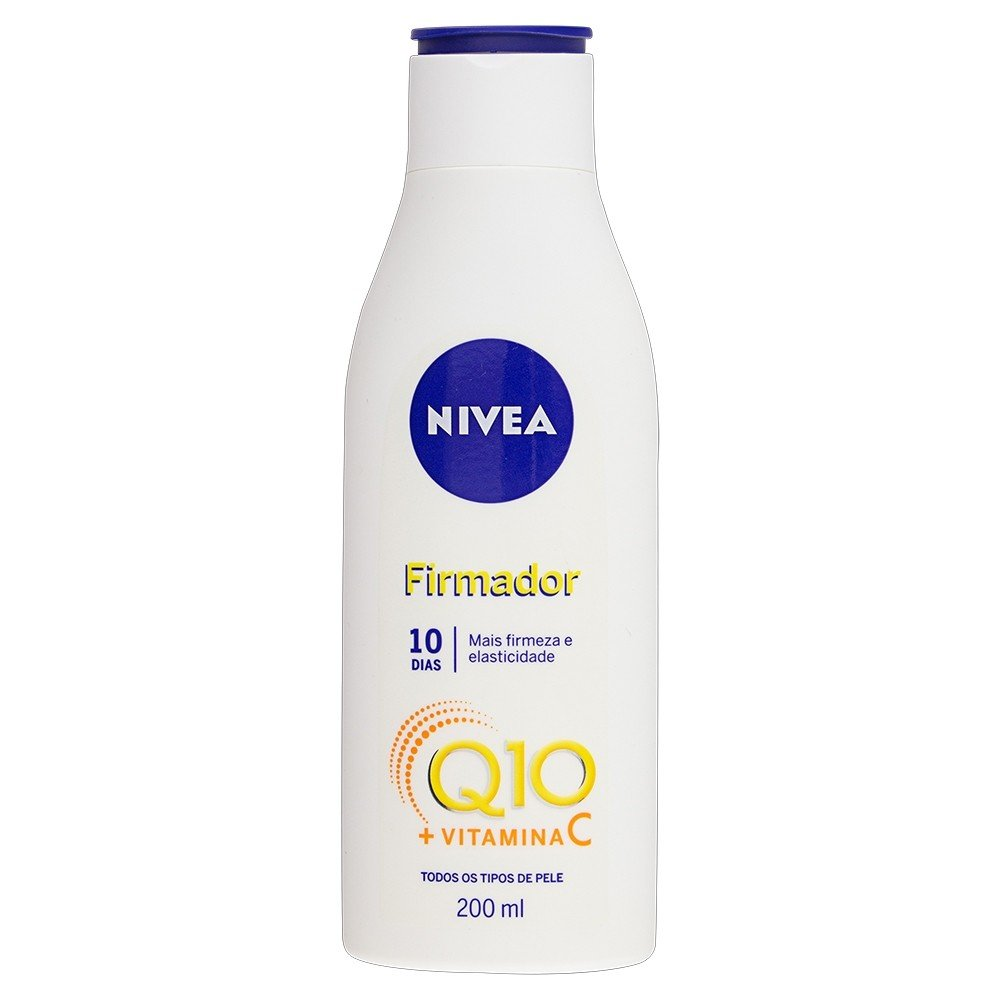 NIVEA
Firmador
10
DIAS
Mais firmeza e
elasticidade
Q10
+ VITAMINA C
TODOS OS TIPOS DE PELE
200 ml